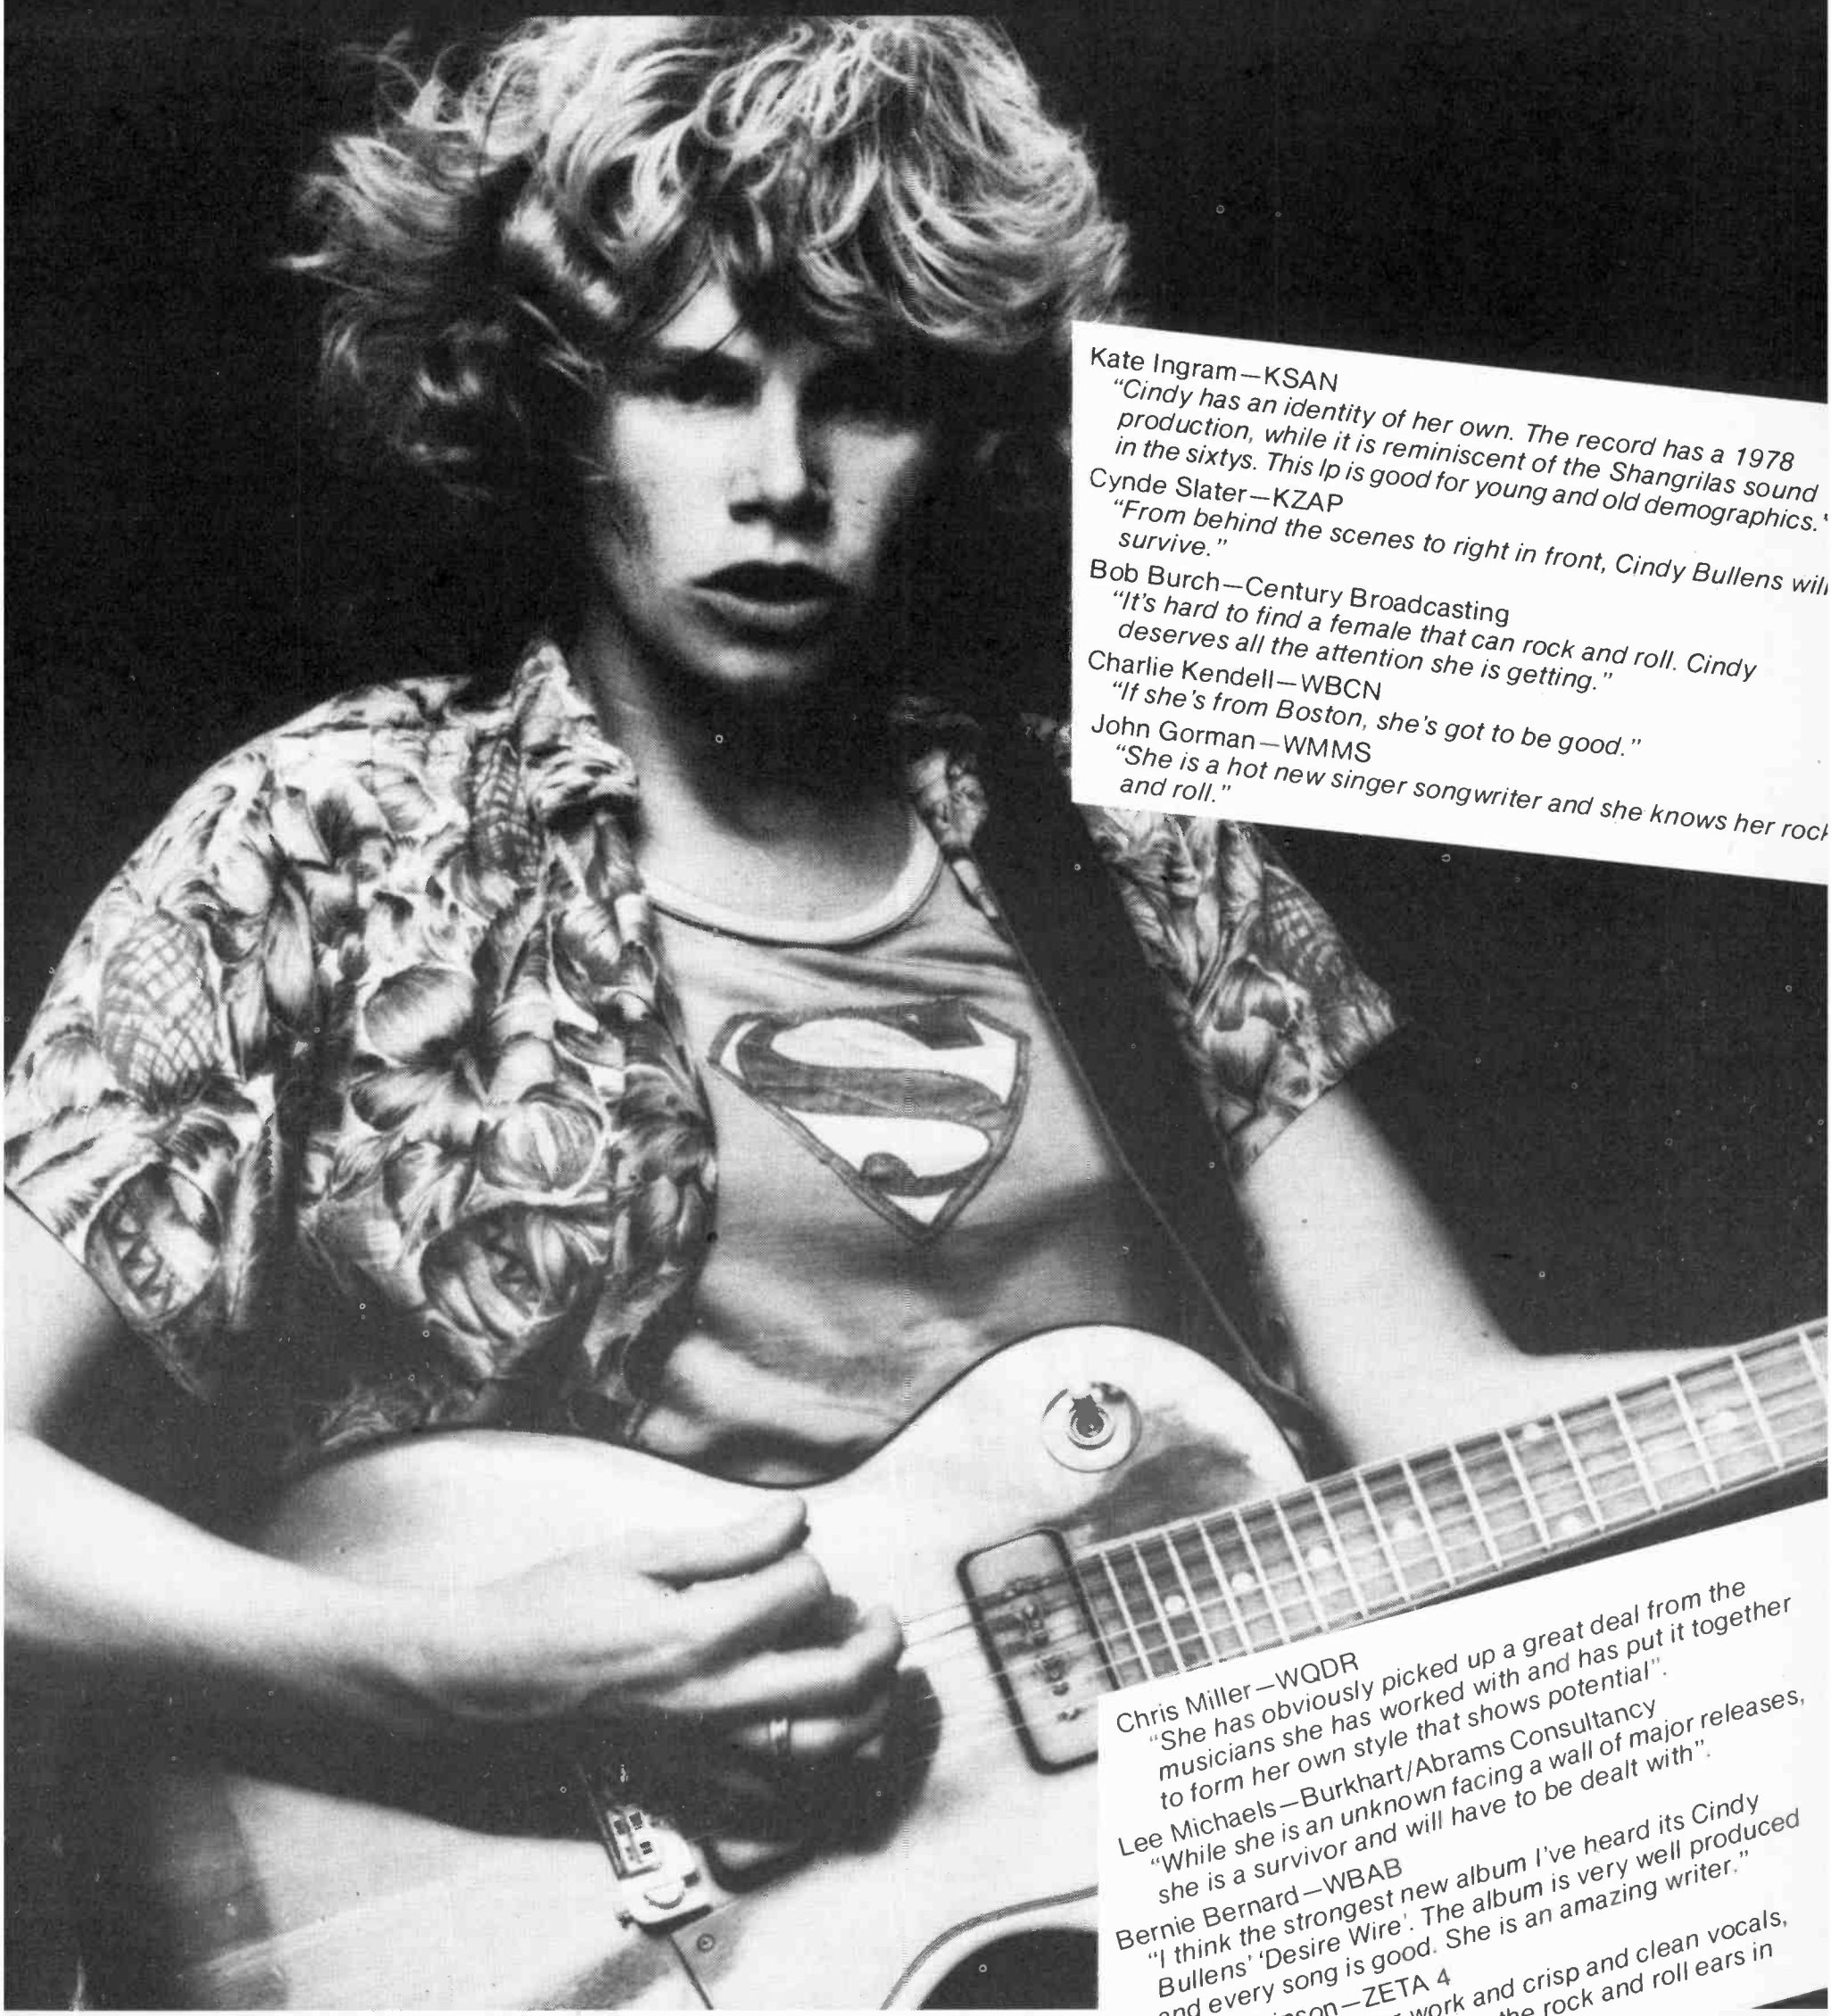 Kate Ingram—KSAN
“Cindy has an identity of her own. The record has a 1978
production, while it is reminiscent of the Shangrilas sound
in the sixtys. This lp is good for young and old demographics.“
Cynde Slater—KZAP
“From behind the scenes to right in front, Cindy Bullens will
survive.”
Bob Burch—Century Broadcasting
“It's hard to find a female that can rock and roll. Cindy
deserves all the attention she is getting.”
Charlie Kendell—WBCN
“If she's from Boston, she's got to be good.”
John Gorman—WMMS
“She is a hot new singer songwriter and she knows her rock
and roll.”
S
Chris Miller—WQDR
“She has obviously picked up a great deal from the
musicians she has worked with and has put it together
to form her own style that shows potential”.
Lee Michaels—Burkhart/Abrams Consultancy
“While she is an unknown facing a wall of major releases,
she is a survivor and will have to be dealt with”.
Bernie Bernard—WBAB
“I think the strongest new album I've heard its Cindy
Bullens' ‘Desire Wire’. The album is very well produced
and every song is good. She is an amazing writer.”
—ZETA 4
work and crisp and clean vocals,
the rock and roll ears in